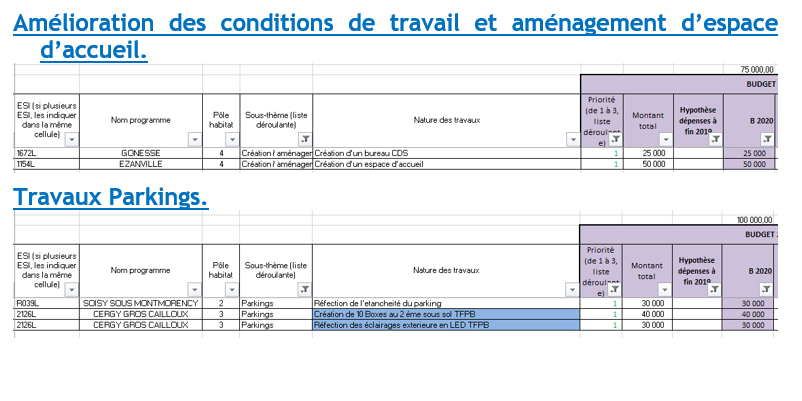 Amélioration des conditions de travail et aménagement d'espace
d'accueil.
75 000,00
BUDGET
ESI (si plusieurs ESI, les indiquer dans la même cellule) Nom programme Pôle habitat Sous-thème (liste déroulante) Nature des travaux Priorité (de 1 à 3, liste déroulante) Montant total Hypothèse dépenses à fin 2019 B 2020
1672L GONESSE 4 Création / aménager Création d'un bureau CDS 1 25 000 25 000
1154L EZANVILLE 4 Création / aménager Création d'un espace d'accueil 1 50 000 50 000
Travaux Parkings.
100 000,00
BUDGET 2
ESI (si plusieurs ESI, les indiquer dans la même cellule) Nom programme Pôle habitat Sous-thème (liste déroulante) Nature des travaux Priorité (de 1 à 3, liste déroulante) Montant total Hypothèse dépenses à fin 2019 B 2020
R039L SOISY SOUS MONTMORENCY 2 Parkings Réfection de l'etancheité du parking 1 30 000 30 000
2126L CERGY GROS CAILLOUX 3 Parkings Création de 10 Boxes au 2 éme sous sol TFPB 1 40 000 40 000
2126L CERGY GROS CAILLOUX 3 Parkings Réfection des éclairages exterieure en LED TFPB 1 30 000 30 000